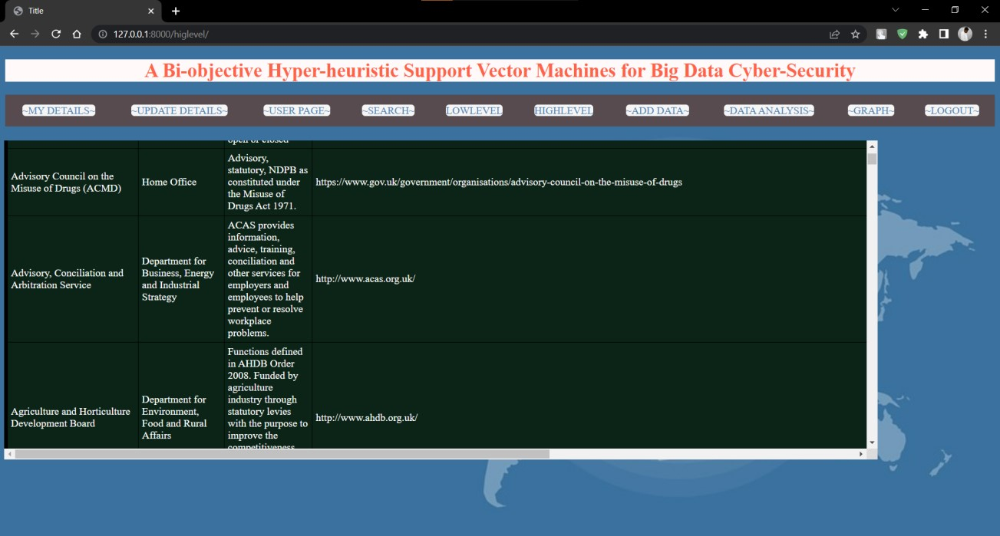 Title
127.0.0.1:8000/higlevel/
A Bi-objective Hyper-heuristic Support Vector Machines for Big Data Cyber-Security
~MY DETAILS~ ~UPDATE DETAILS~ ~USER PAGE~ ~SEARCH~ LOWLEVEL HIGHLEVEL ~ADD DATA~ ~DATA ANALYSIS~ ~GRAPH~ ~LOGOUT~
open or closed
Advisory Council on the
Misuse of Drugs (ACMD)
Home Office
Advisory,
statutory, NDPB as
constituted under
the Misuse of
Drugs Act 1971.
https://www.gov.uk/government/organisations/advisory-council-on-the-misuse-of-drugs
Advisory, Conciliation and
Arbitration Service
Department for
Business, Energy
and Industrial
Strategy
ACAS provides
information,
advice, training,
conciliation and
other services for
employers and
employees to help
prevent or resolve
workplace
problems.
http://www.acas.org.uk/
Agriculture and Horticulture
Development Board
Department for
Environment,
Food and Rural
Affairs
Functions defined
in AHDB Order
2008. Funded by
agriculture
industry through
statutory levies
with the purpose to
improve the
competitiveness
http://www.ahdb.org.uk/